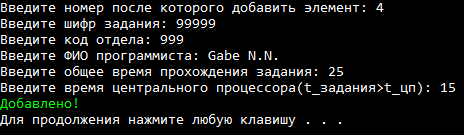 Введите номер после которого добавить элемент: 4
Введите шифр задания: 99999
Введите код отдела: 999
Введите ФИО программиста: Gabe N.N.
Введите общее время прохождения задания: 25
Введите время центрального процессора(t_задания>t_цп): 15
Добавлено!
Для продолжения нажмите любую клавишу . . .